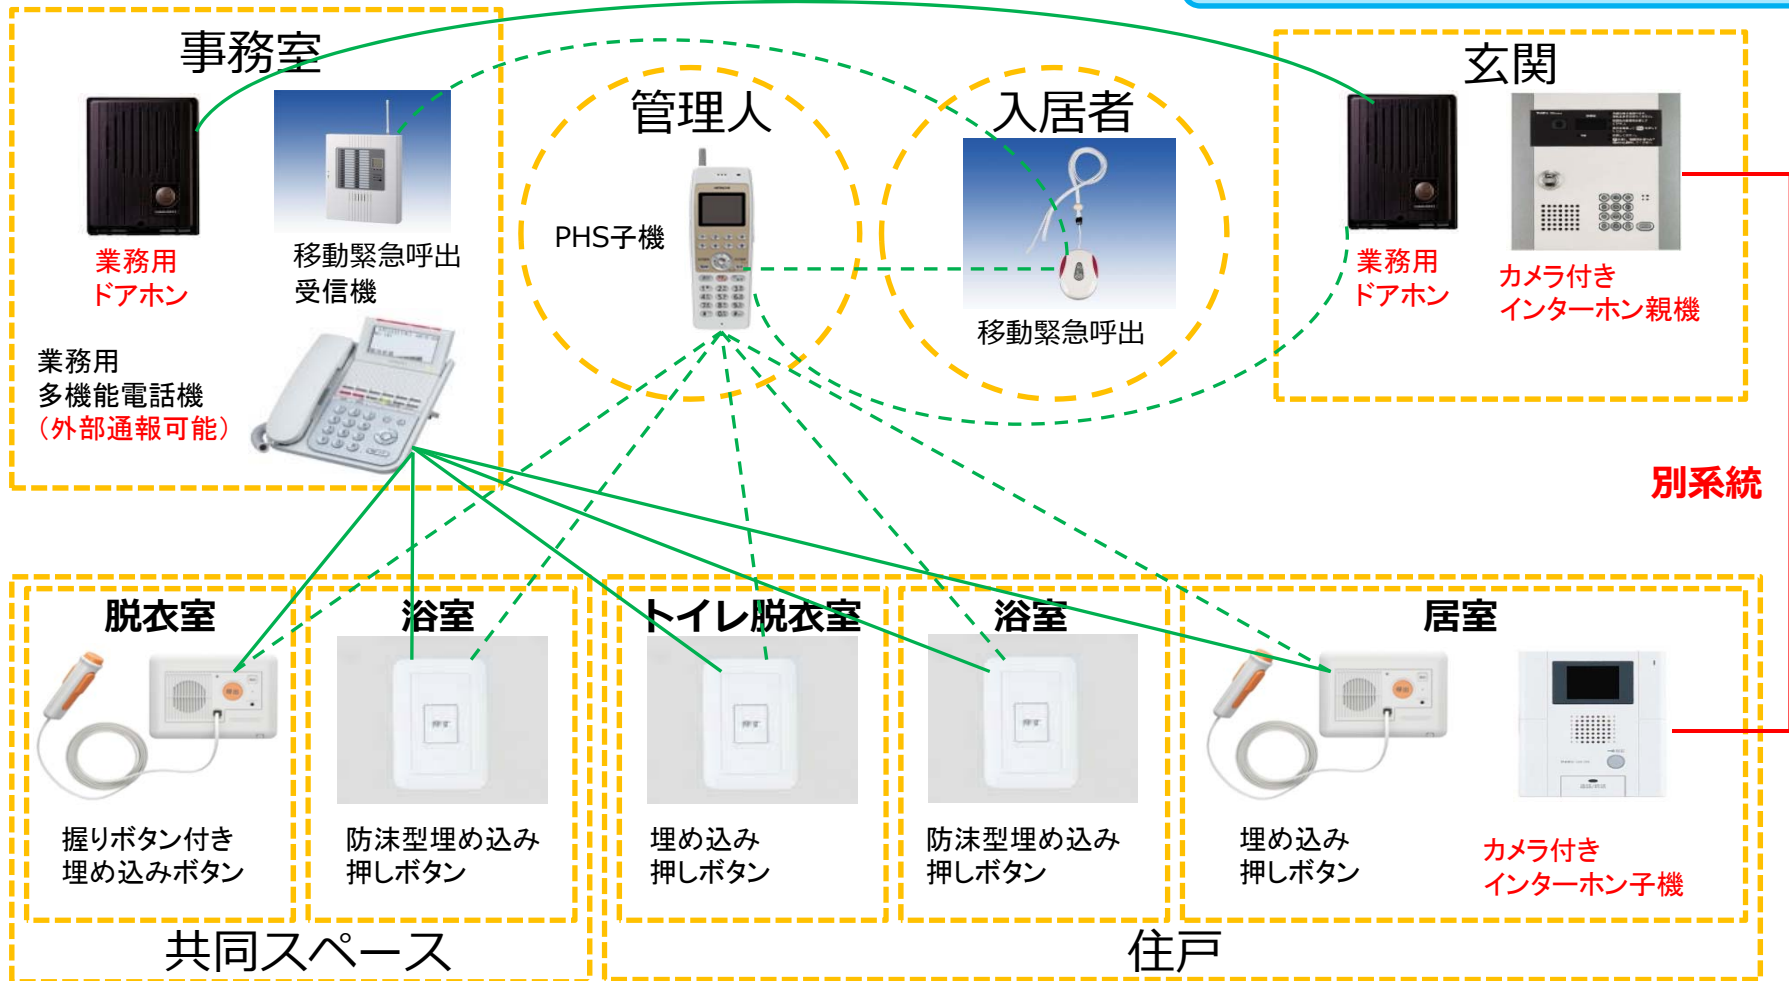 事務室
業務用
ドアホン
移動緊急呼出
受信機
業務用
多機能電話機
（外部通報可能）
管理人
PHS子機
入居者
移動緊急呼出
玄関
業務用
ドアホン
カメラ付き
インターホン親機
別系統
脱衣室
握りボタン付き
埋め込みボタン
浴室
押す
防沫型埋め込み
押しボタン
共同スペース
トイレ脱衣室
押す
埋め込み
押しボタン
浴室
押す
防沫型埋め込み
押しボタン
居室
埋め込み
押しボタン
カメラ付き
インターホン子機
住戸